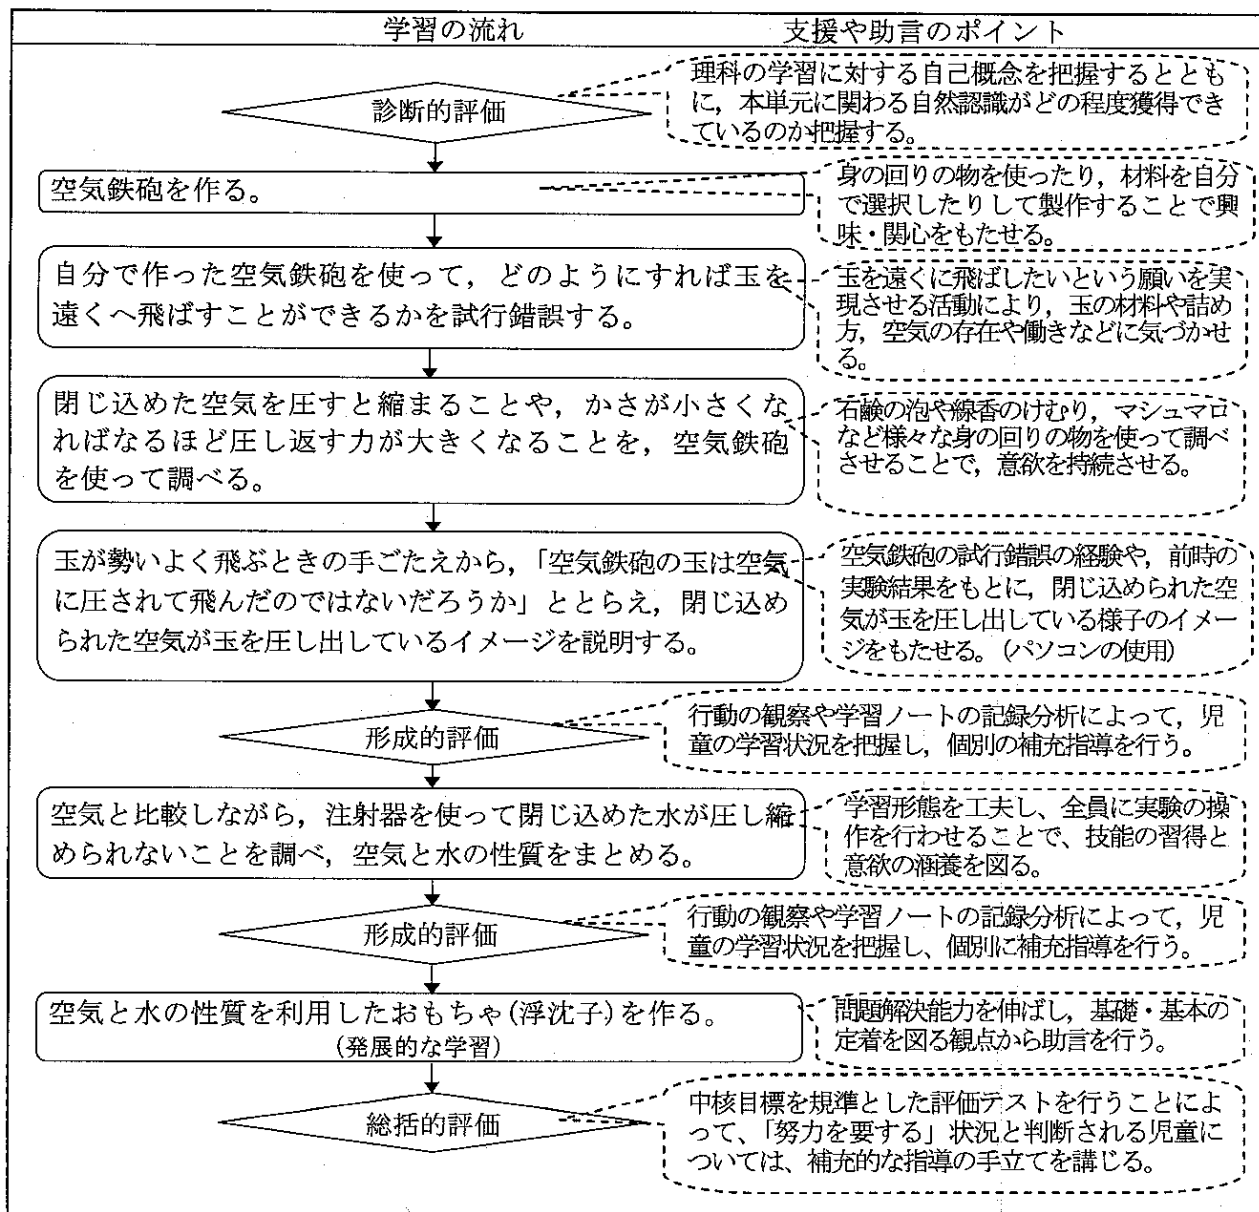 学習の流れ
支援や助言のポイント
診断的評価
理科の学習に対する自己概念を把握するととも
に，本単元に関わる自然認識がどの程度獲得でき
ているのか把握する。
空気鉄砲を作る。
身の回りの物を使ったり，材料を自分
で選択したりして製作することで興
味・関心をもたせる。
自分で作った空気鉄砲を使って，どのようにすれば玉を
遠くへ飛ばすことができるかを試行錯誤する。
玉を遠くに飛ばしたいという願いを実
現させる活動により，玉の材料や詰め
方，空気の存在や働きなどに気づかせ
る。
閉じ込めた空気を圧すと縮まることや，かさが小さくな
ればなるほど圧し返す力が大きくなることを，空気鉄砲
を使って調べる。
石鹸の泡や線香のけむり，マシュマロ
など様々な身の回りの物を使って調べ
させることで，意欲を持続させる。
玉が勢いよく飛ぶときの手ごたえから，「空気鉄砲の玉は空気
に圧されて飛んだのではないだろうか」ととらえ，閉じ込め
られた空気が玉を圧し出しているイメージを説明する。
空気鉄砲の試行錯誤の経験や，前時の
実験結果をもとに，閉じ込められた空
気が玉を圧し出している様子のイメー
ジをもたせる。（パソコンの使用）
形成的評価
行動の観察や学習ノートの記録分析によって，児
童の学習状況を把握し，個別の補充指導を行う。
空気と比較しながら，注射器を使って閉じ込めた水が圧し縮
められないことを調べ，空気と水の性質をまとめる。
学習形態を工夫し、全員に実験の操
作を行わせることで、技能の習得と
意欲の涵養を図る。
形成的評価
行動の観察や学習ノートの記録分析によって，児
童の学習状況を把握し、個別に補充指導を行う。
空気と水の性質を利用したおもちゃ（浮沈子）を作る。
（発展的な学習）
問題解決能力を伸ばし，基礎・基本の
定着を図る観点から助言を行う。
総括的評価
中核目標を規準とした評価テストを行うことによ
って、「努力を要する」状況と判断される児童に
ついては、補充的な指導の手立てを講じる。